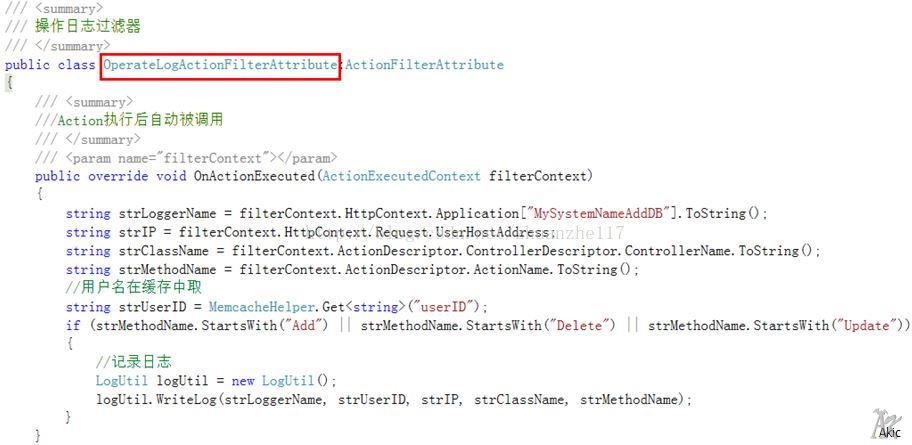 /// <summary>
/// 操作日志过滤器
/// </summary>
public class OperateLogActionFilterAttribute:ActionFilterAttribute
{
/// <summary>
///Action执行后自动被调用
/// </summary>
/// <param name="filterContext"></param>
public override void OnActionExecuted(ActionExecutedContext filterContext)
{
string strLoggerName = filterContext.HttpContext.Application["MySystemNameAddDB"].ToString();
string strIP = filterContext.HttpContext.Request.UserHostAddress;
string strClassName = filterContext.ActionDescriptor.ControllerDescriptor.ControllerName.ToString();
string strMethodName = filterContext.ActionDescriptor.ActionName.ToString();
//用户名在缓存中取
string strUserID = MemcacheHelper.Get<string>("userID");
if (strMethodName.StartsWith("Add") || strMethodName.StartsWith("Delete") || strMethodName.StartsWith("Update"))
{
//记录日志
LogUtil logUtil = new LogUtil();
logUtil.WriteLog(strLoggerName, strUserID, strIP, strClassName, strMethodName);
}
}
Akic